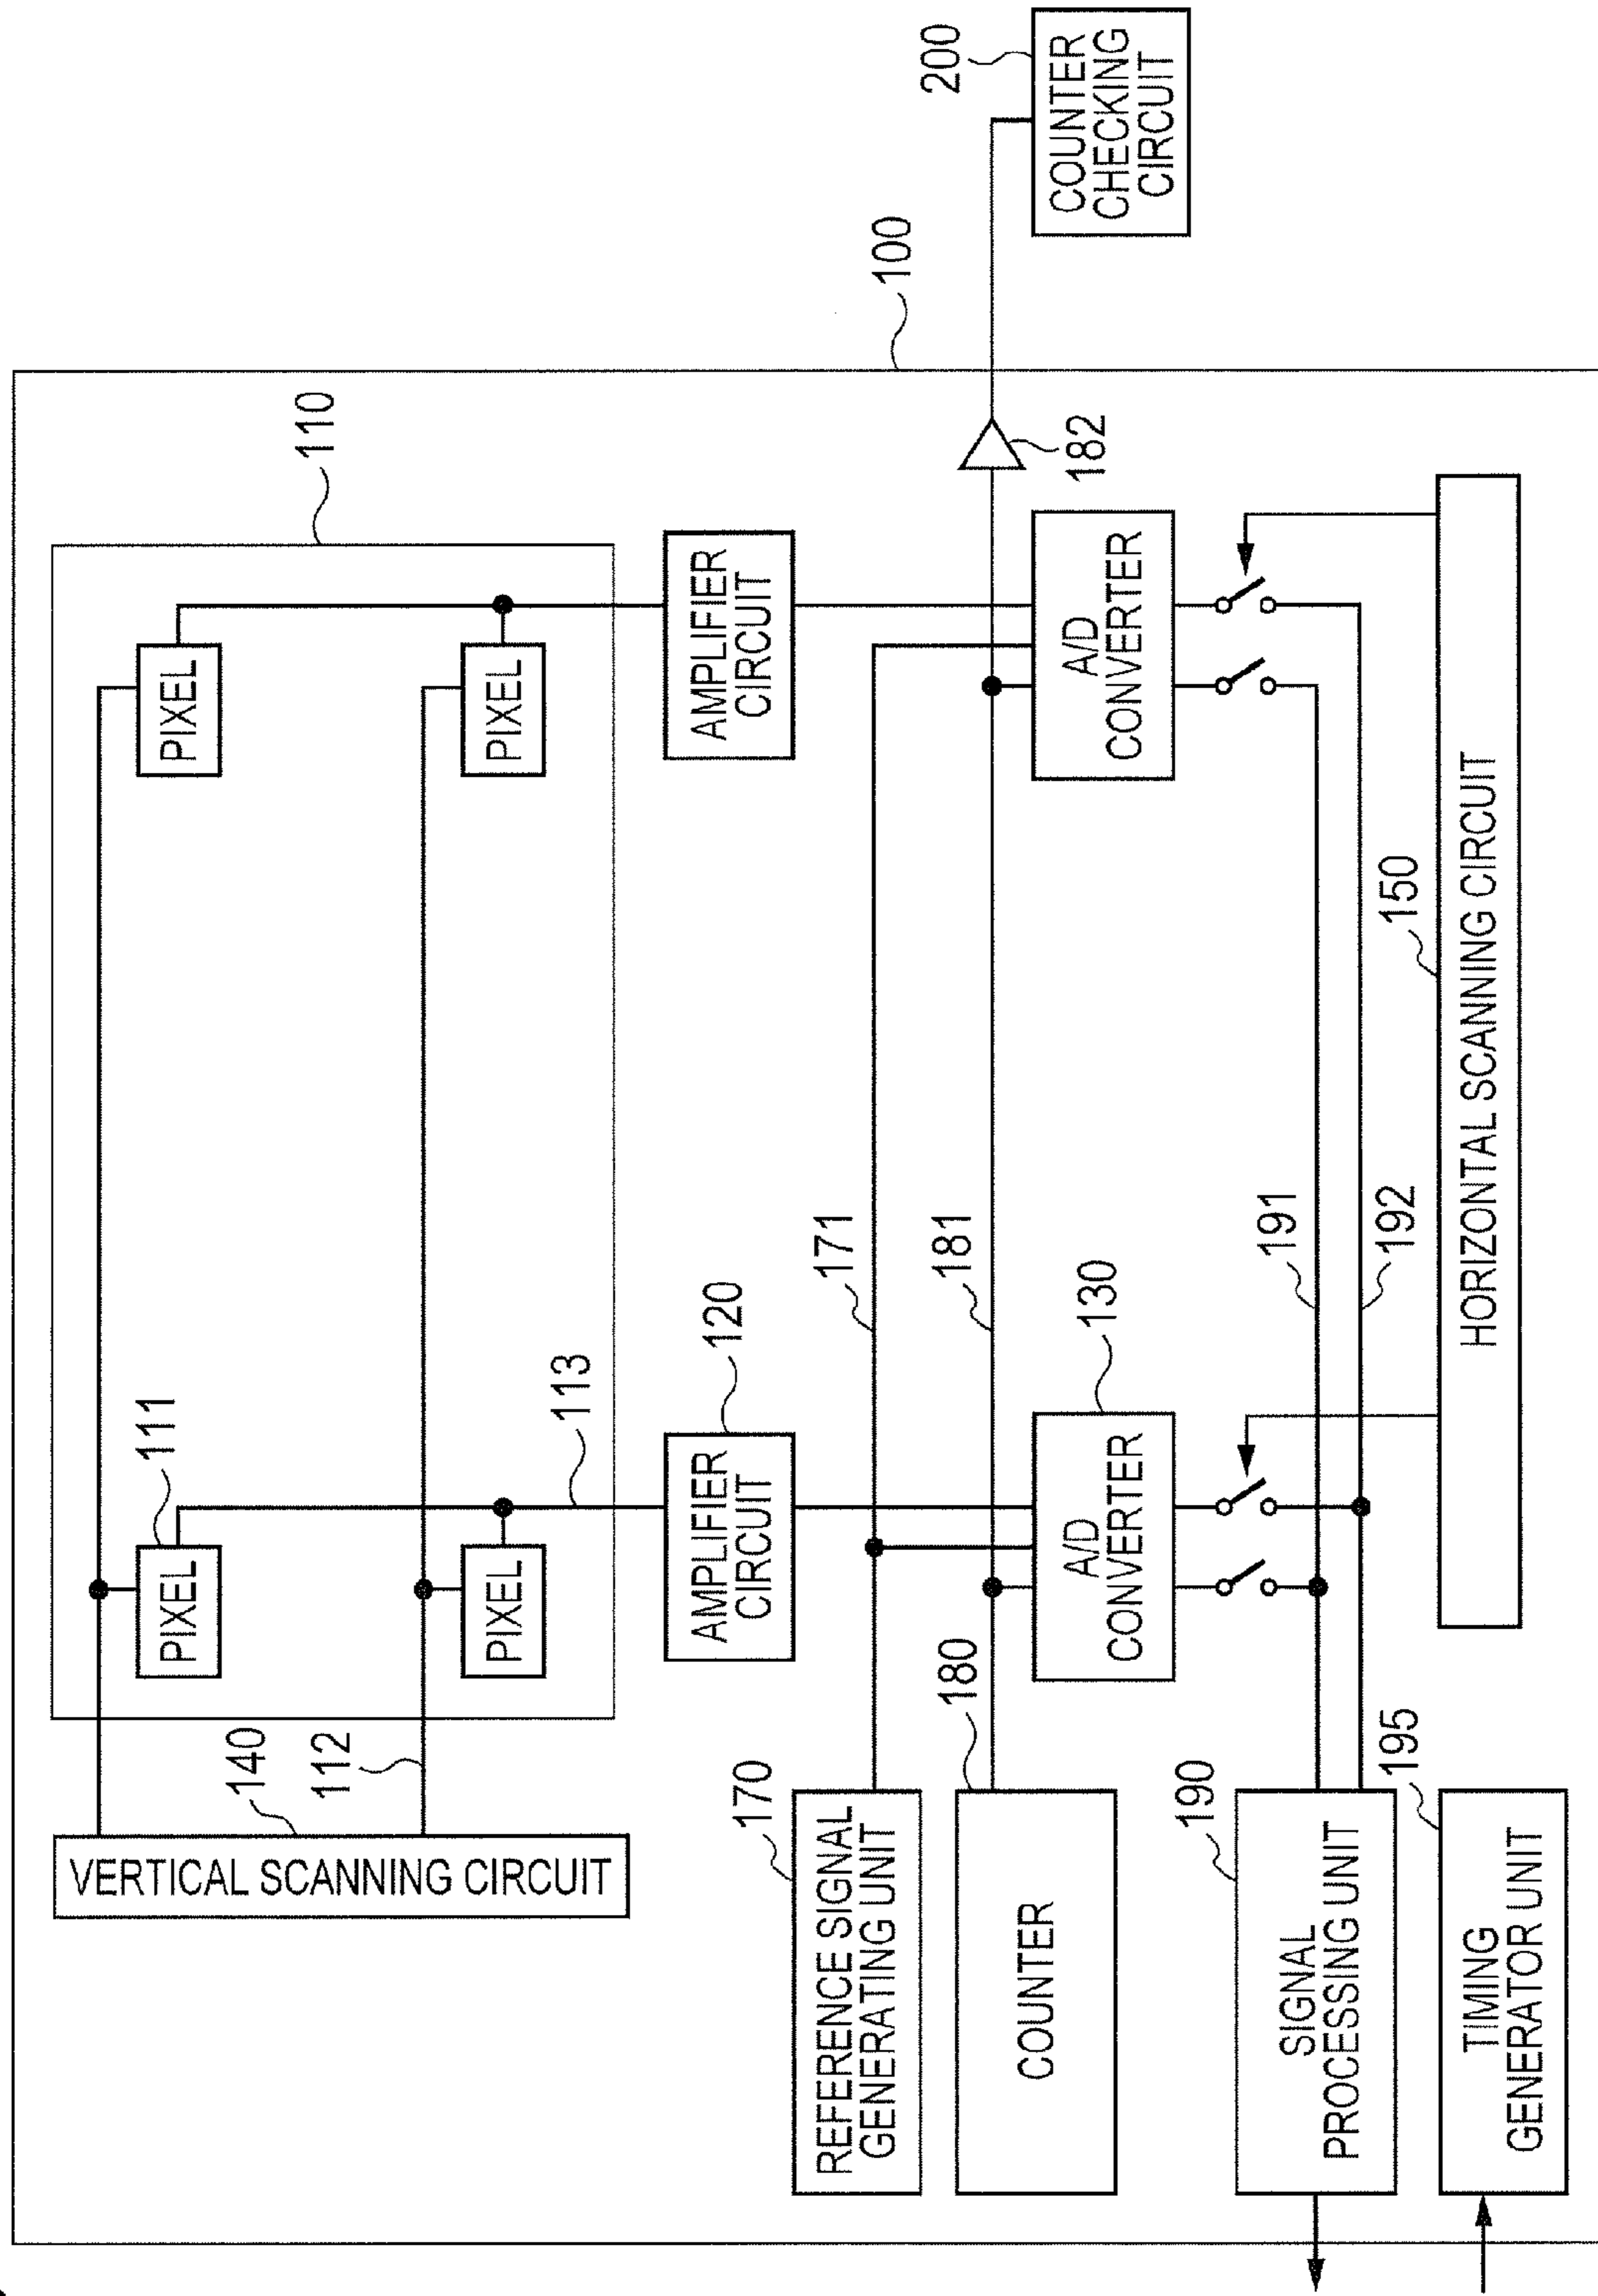 100
110
200
COUNTER
CHECKING
CIRCUIT
VERTICAL SCANNING CIRCUIT
140
112
111
PIXEL
PIXEL
PIXEL
PIXEL
113
120
AMPLIFIER
CIRCUIT
AMPLIFIER
CIRCUIT
170
REFERENCE SIGNAL
GENERATING UNIT
171
180
COUNTER
181
182
130
A/D
CONVERTER
A/D
CONVERTER
190
SIGNAL
PROCESSING UNIT
191
192
195
TIMING
GENERATOR UNIT
150
HORIZONTAL SCANNING CIRCUIT